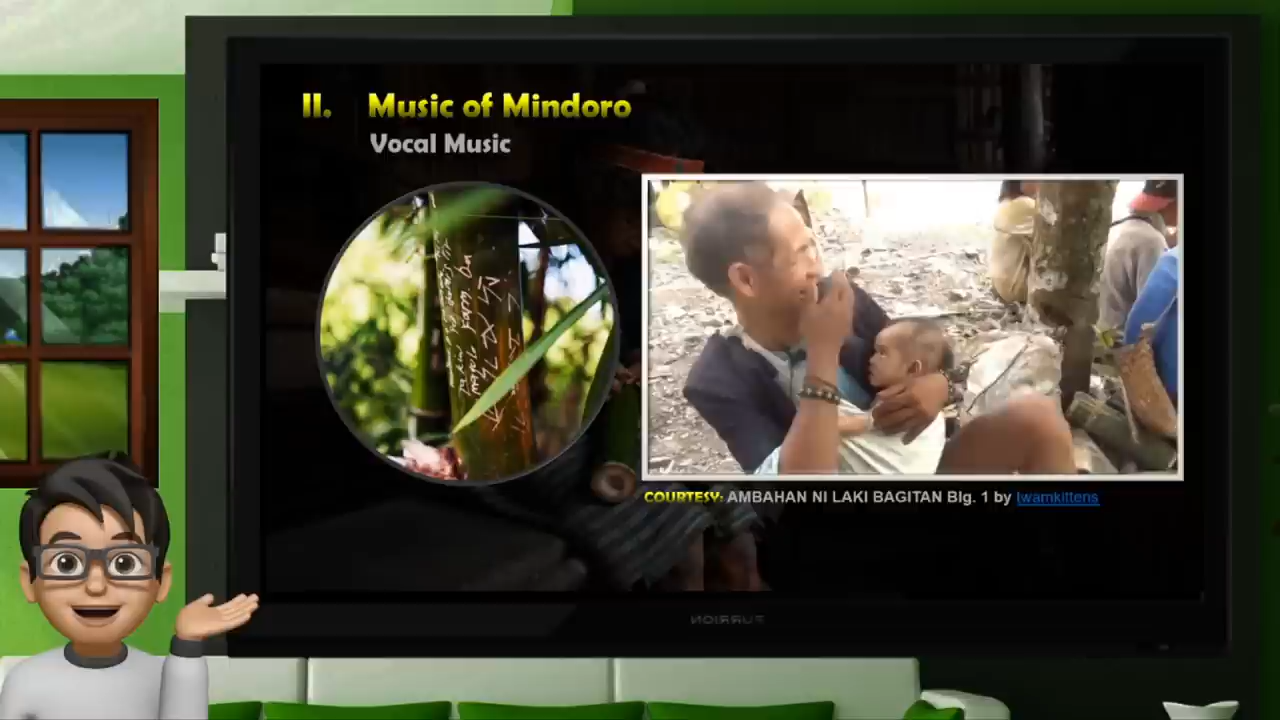 II. Music of Mindoro
Vocal Music
COURTESY: AMBAHAN NI LAKI BAGITAN Blg. 1 by Iwamkittens